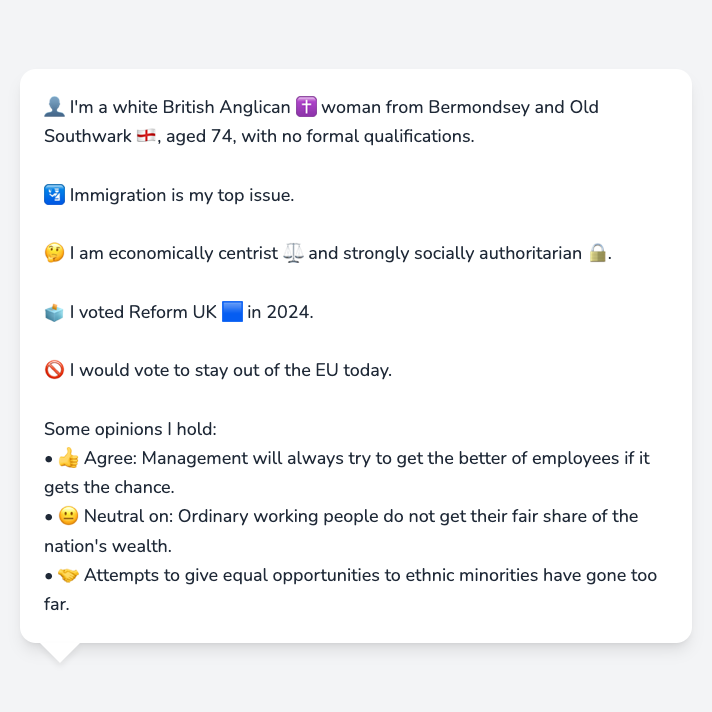 👤 I'm a white British Anglican ✝️ woman from Bermondsey and Old
Southwark 🏴󠁧󠁢󠁥󠁮󠁧󠁿, aged 74, with no formal qualifications.
🛂 Immigration is my top issue.
🤔 I am economically centrist ⚖️ and strongly socially authoritarian 🔒.
🗳️ I voted Reform UK 🟦 in 2024.
🚫 I would vote to stay out of the EU today.
Some opinions I hold:
• 👍 Agree: Management will always try to get the better of employees if it
gets the chance.
• 😐 Neutral on: Ordinary working people do not get their fair share of the
nation's wealth.
• 🤝 Attempts to give equal opportunities to ethnic minorities have gone too
far.